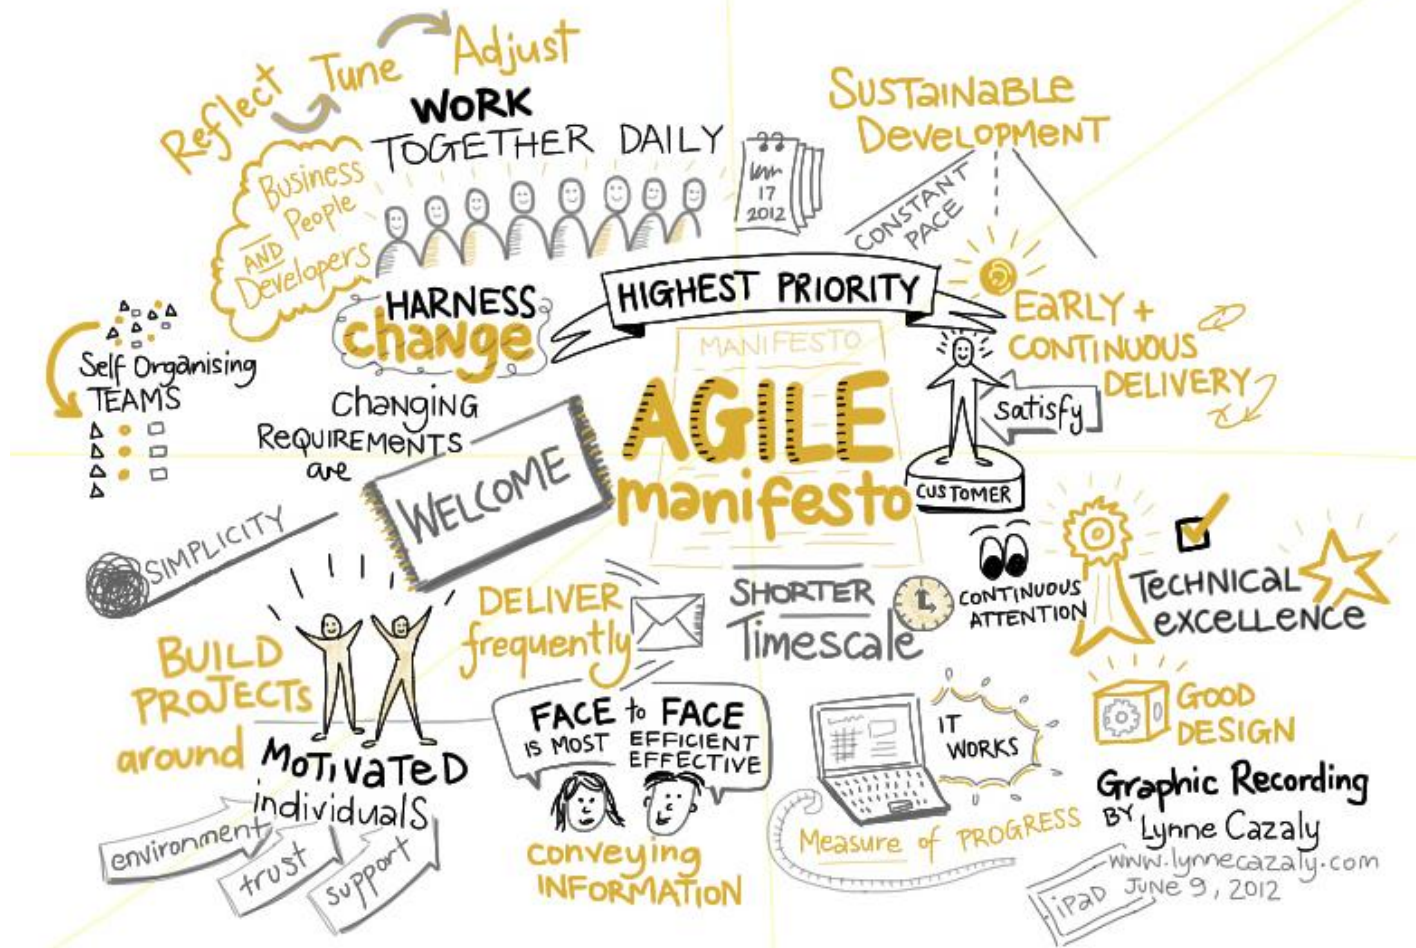 Reflect
Tune
Adjust
WORK
TOGETHER DAILY
Business
People
AND
Developers
17
2012
SUSTAINABLE
DEVELOPMENT
CONSTANT
PACE
HARNESS
change
HIGHEST PRIORITY
EARLY +
CONTINUOUS
DELIVERY
Self Organising
TEAMS
CHANGING
REQUIREMENTS
are
WELCOME
MANIFESTO
AGILE
manifesto
satisfy
CUSTOMER
SIMPLICITY
DELIVER
frequently
SHORTER
Timescale
CONTINUOUS
ATTENTION
TECHNICAL
EXCELLENCE
BUILD
PROJECTS
around
MOTIVATED
individuals
environment
trust
support
FACE to FACE
IS MOST EFFICIENT
EFFECTIVE
conveying
INFORMATION
IT
WORKS
Measure of PROGRESS
GOOD
DESIGN
Graphic Recording
BY Lynne Cazaly
www.lynnecazaly.com
JUNE 9, 2012
iPAD